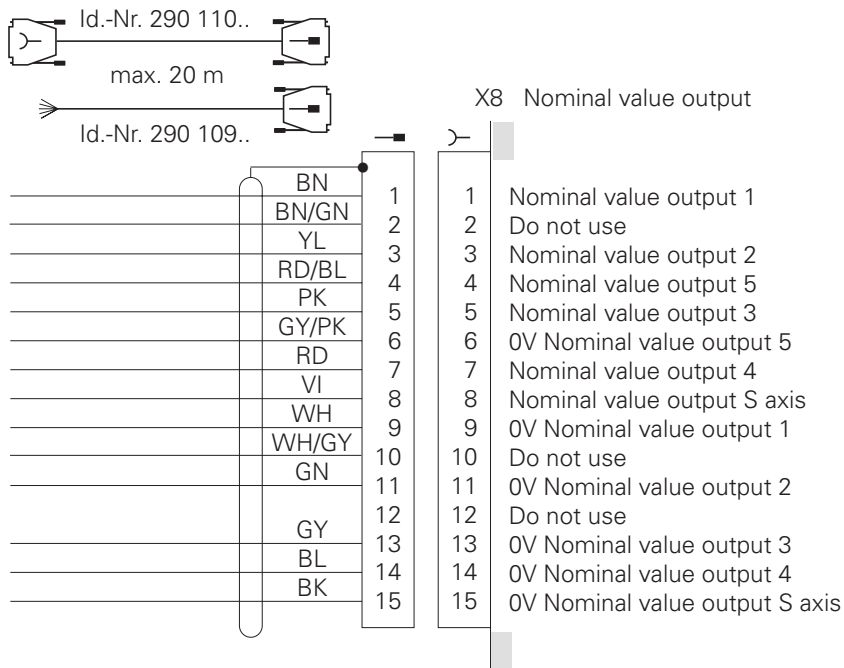 Id.-Nr. 290 110..
max. 20 m
Id.-Nr. 290 109..
X8 Nominal value output
BN 1 1 Nominal value output 1
BN/GN 2 2 Do not use
YL 3 3 Nominal value output 2
RD/BL 4 4 Nominal value output 5
PK 5 5 Nominal value output 3
GY/PK 6 6 0V Nominal value output 5
RD 7 7 Nominal value output 4
VI 8 8 Nominal value output S axis
WH 9 9 0V Nominal value output 1
WH/GY 10 10 Do not use
GN 11 11 0V Nominal value output 2
12 12 Do not use
GY 13 13 0V Nominal value output 3
BL 14 14 0V Nominal value output 4
BK 15 15 0V Nominal value output S axis